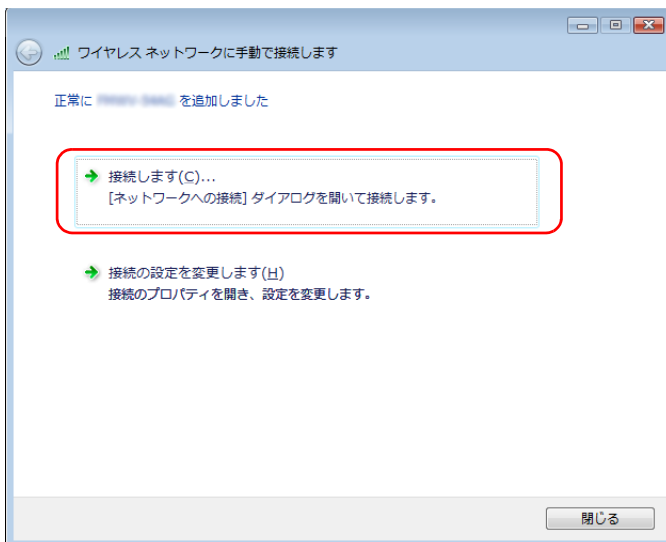 ワイヤレス ネットワークに手動で接続します
正常に を追加しました
接続します(C)...
[ネットワークへの接続] ダイアログを開いて接続します。
接続の設定を変更します(H)
接続のプロパティを開き、設定を変更します。
閉じる